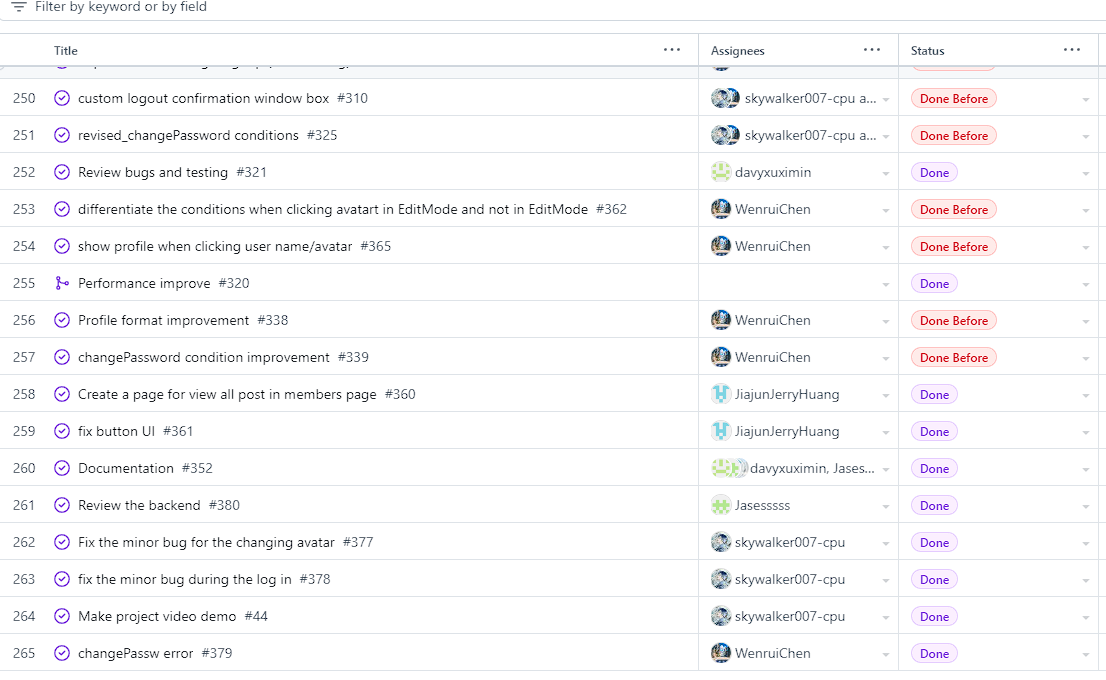 Filter by keyword or by field
Title ... Assignees ... Status ...
250 custom logout confirmation window box #310 skywalker007-cpu a... Done Before
251 revised_changePassword conditions #325 skywalker007-cpu a... Done Before
252 Review bugs and testing #321 davyxuximin Done
253 differentiate the conditions when clicking avatart in EditMode and not in EditMode #362 WenruiChen Done Before
254 show profile when clicking user name/avatar #365 WenruiChen Done Before
255 Performance improve #320 Done
256 Profile format improvement #338 WenruiChen Done Before
257 changePassword condition improvement #339 WenruiChen Done Before
258 Create a page for view all post in members page #360 JiajunJerryHuang Done
259 fix button UI #361 JiajunJerryHuang Done
260 Documentation #352 davyxuximin, Jases... Done
261 Review the backend #380 Jasesssss Done
262 Fix the minor bug for the changing avatar #377 skywalker007-cpu Done
263 fix the minor bug during the log in #378 skywalker007-cpu Done
264 Make project video demo #44 skywalker007-cpu Done
265 changePassw error #379 WenruiChen Done